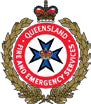 QUEENSLAND
FIRE AND EMERGENCY SERVICES